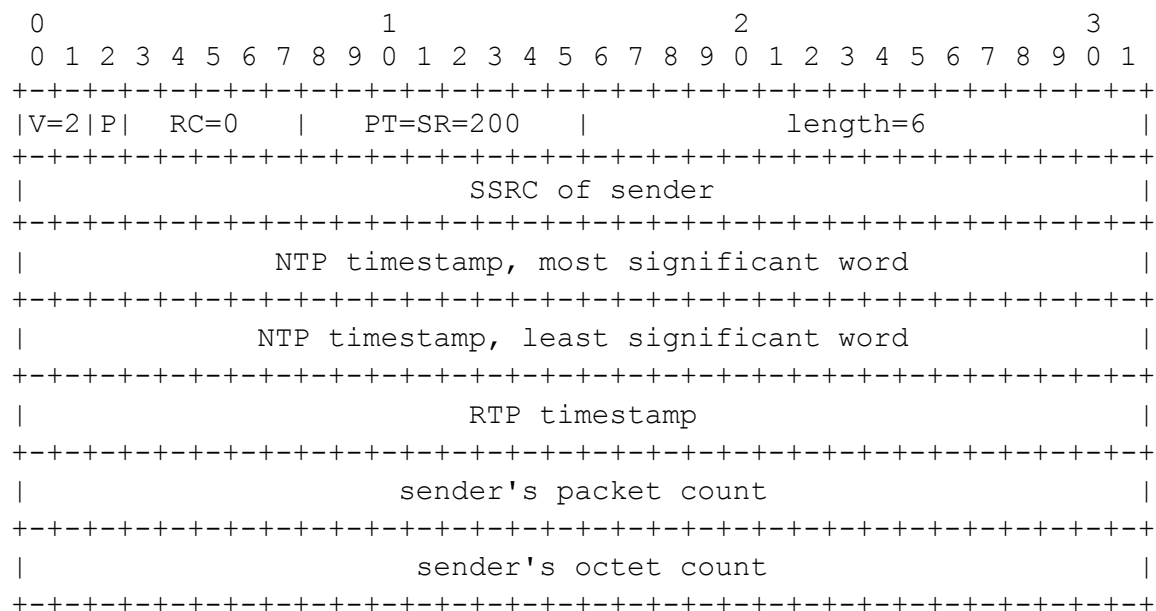 0                   1                   2                   3
 0 1 2 3 4 5 6 7 8 9 0 1 2 3 4 5 6 7 8 9 0 1 2 3 4 5 6 7 8 9 0 1
+-+-+-+-+-+-+-+-+-+-+-+-+-+-+-+-+-+-+-+-+-+-+-+-+-+-+-+-+-+-+-+-+
|V=2|P|  RC=0   |   PT=SR=200   |           length=6            |
+-+-+-+-+-+-+-+-+-+-+-+-+-+-+-+-+-+-+-+-+-+-+-+-+-+-+-+-+-+-+-+-+
|                         SSRC of sender                        |
+-+-+-+-+-+-+-+-+-+-+-+-+-+-+-+-+-+-+-+-+-+-+-+-+-+-+-+-+-+-+-+-+
|              NTP timestamp, most significant word             |
+-+-+-+-+-+-+-+-+-+-+-+-+-+-+-+-+-+-+-+-+-+-+-+-+-+-+-+-+-+-+-+-+
|             NTP timestamp, least significant word             |
+-+-+-+-+-+-+-+-+-+-+-+-+-+-+-+-+-+-+-+-+-+-+-+-+-+-+-+-+-+-+-+-+
|                         RTP timestamp                         |
+-+-+-+-+-+-+-+-+-+-+-+-+-+-+-+-+-+-+-+-+-+-+-+-+-+-+-+-+-+-+-+-+
|                     sender's packet count                     |
+-+-+-+-+-+-+-+-+-+-+-+-+-+-+-+-+-+-+-+-+-+-+-+-+-+-+-+-+-+-+-+-+
|                      sender's octet count                     |
+-+-+-+-+-+-+-+-+-+-+-+-+-+-+-+-+-+-+-+-+-+-+-+-+-+-+-+-+-+-+-+-+